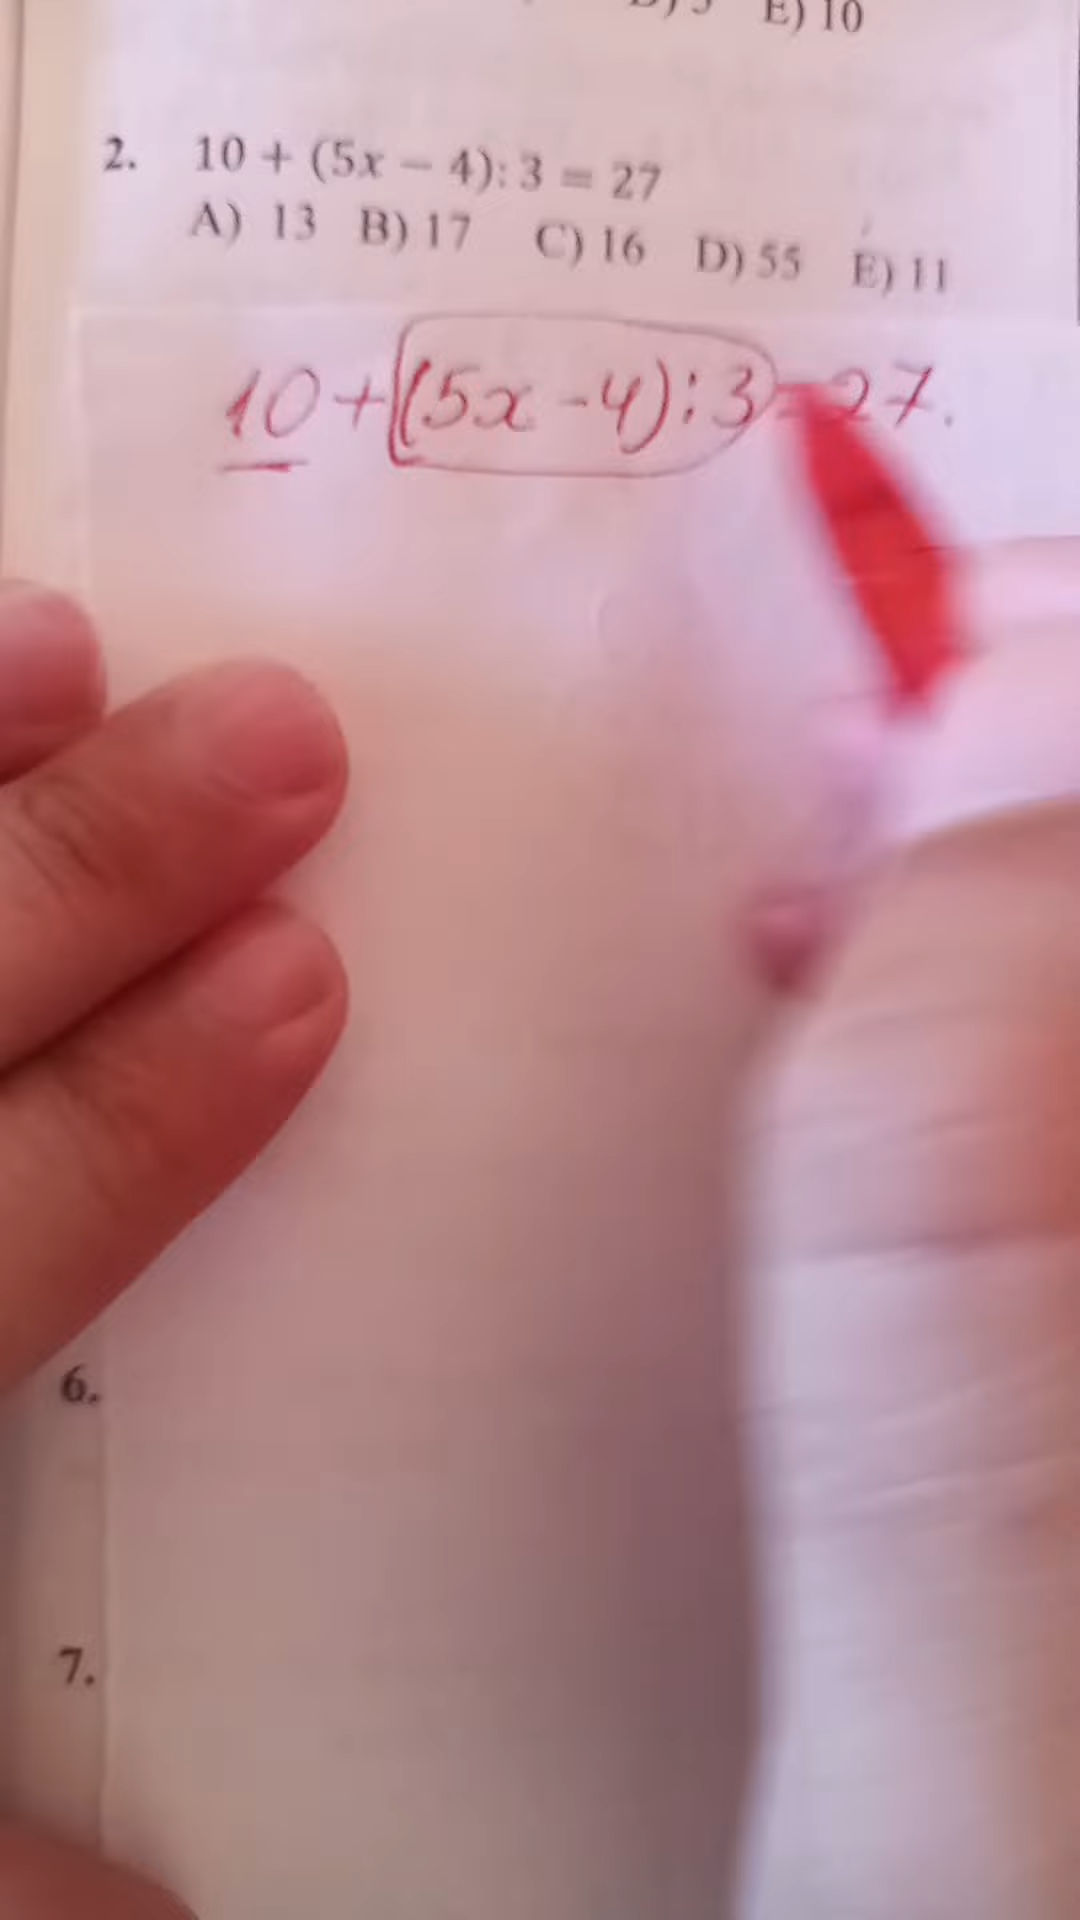 E) 10
2. 10 + (5x − 4): 3 = 27
A) 13 B) 17 C) 16 D) 55 E) 11
10+(5x-4):3=27.
6.
7.